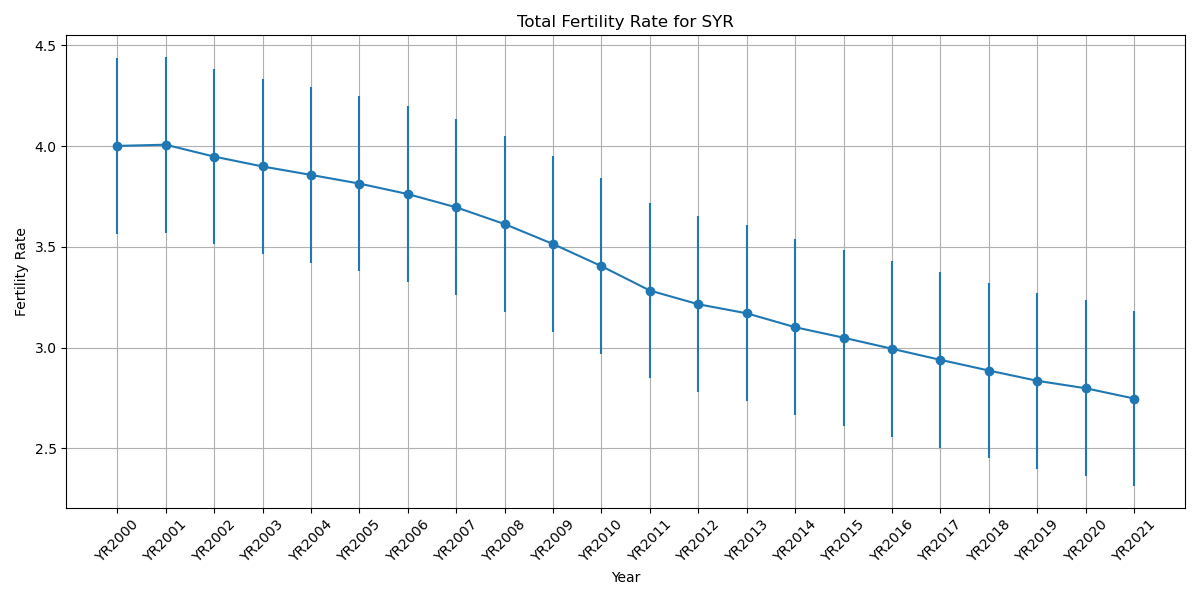 Total Fertility Rate for SYR
Fertility Rate
4.5
4.0
3.5
3.0
2.5
YR2000
YR2001
YR2002
YR2003
YR2004
YR2005
YR2006
YR2007
YR2008
YR2009
YR2010
YR2011
YR2012
YR2013
YR2014
YR2015
YR2016
YR2017
YR2018
YR2019
YR2020
YR2021
Year